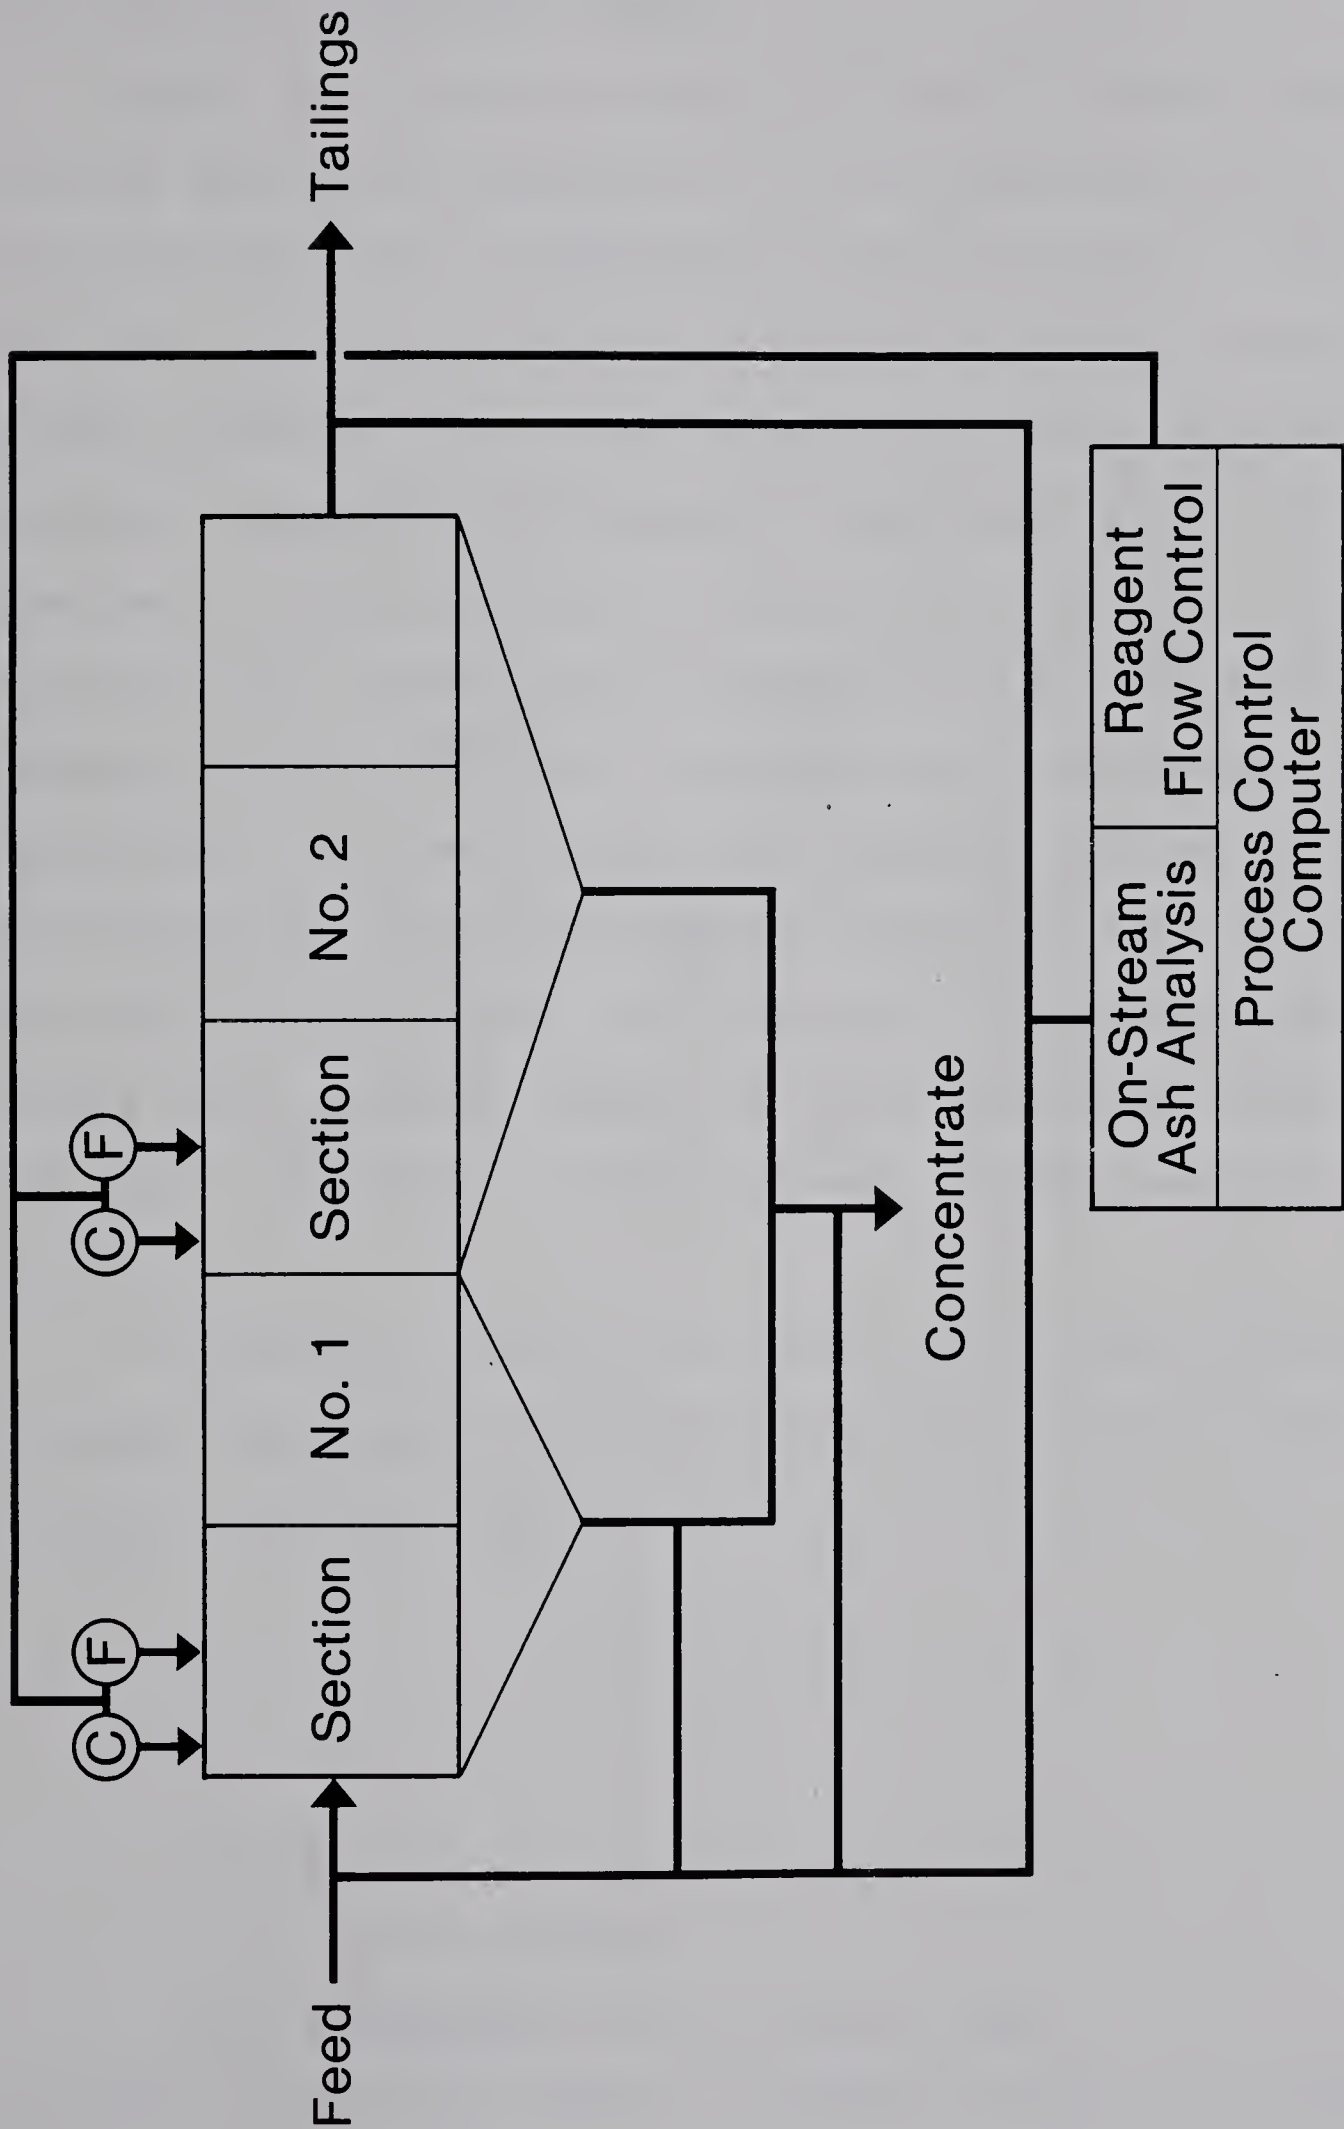 C F
C F
Feed
Section
No. 1
Section
No. 2
Tailings
Concentrate
On-Stream
Ash Analysis
Reagent
Flow Control
Process Control
Computer